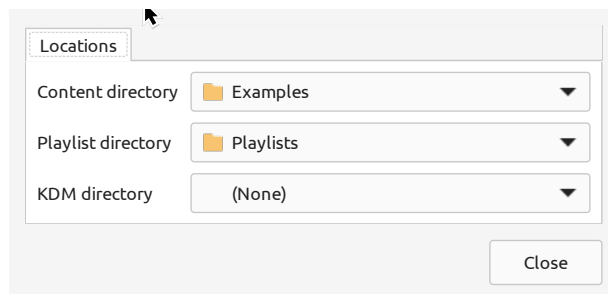 Locations
Content directory Examples
Playlist directory Playlists
KDM directory (None)
Close